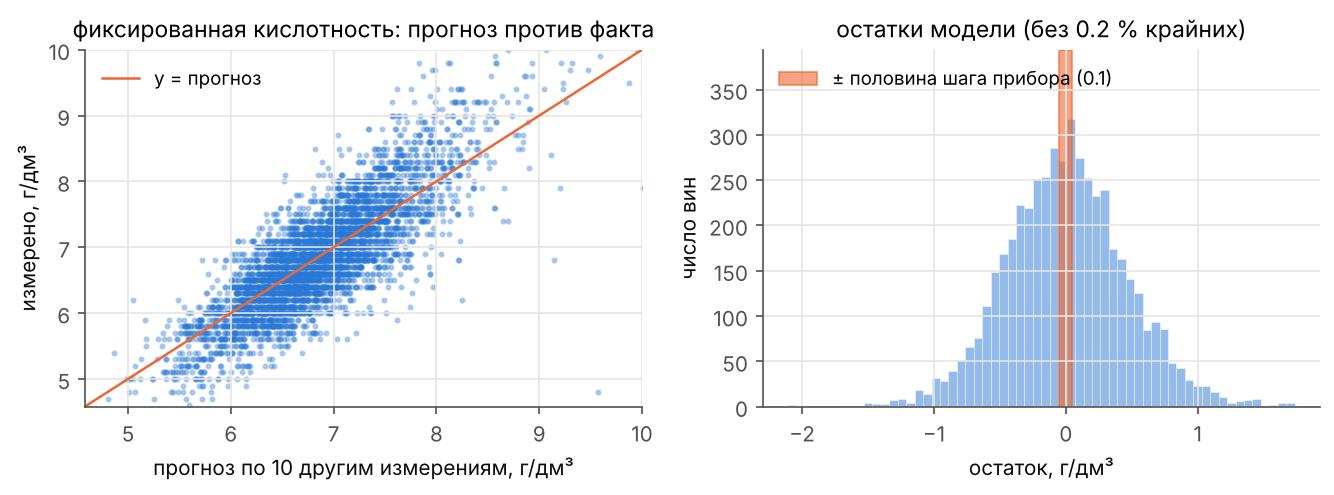 фиксированная кислотность: прогноз против факта
y = прогноз
измерено, г/дм³
10
9
8
7
6
5
5 6 7 8 9 10
прогноз по 10 другим измерениям, г/дм³
остатки модели (без 0.2 % крайних)
± половина шага прибора (0.1)
число вин
350
300
250
200
150
100
50
0
−2 −1 0 1
остаток, г/дм³